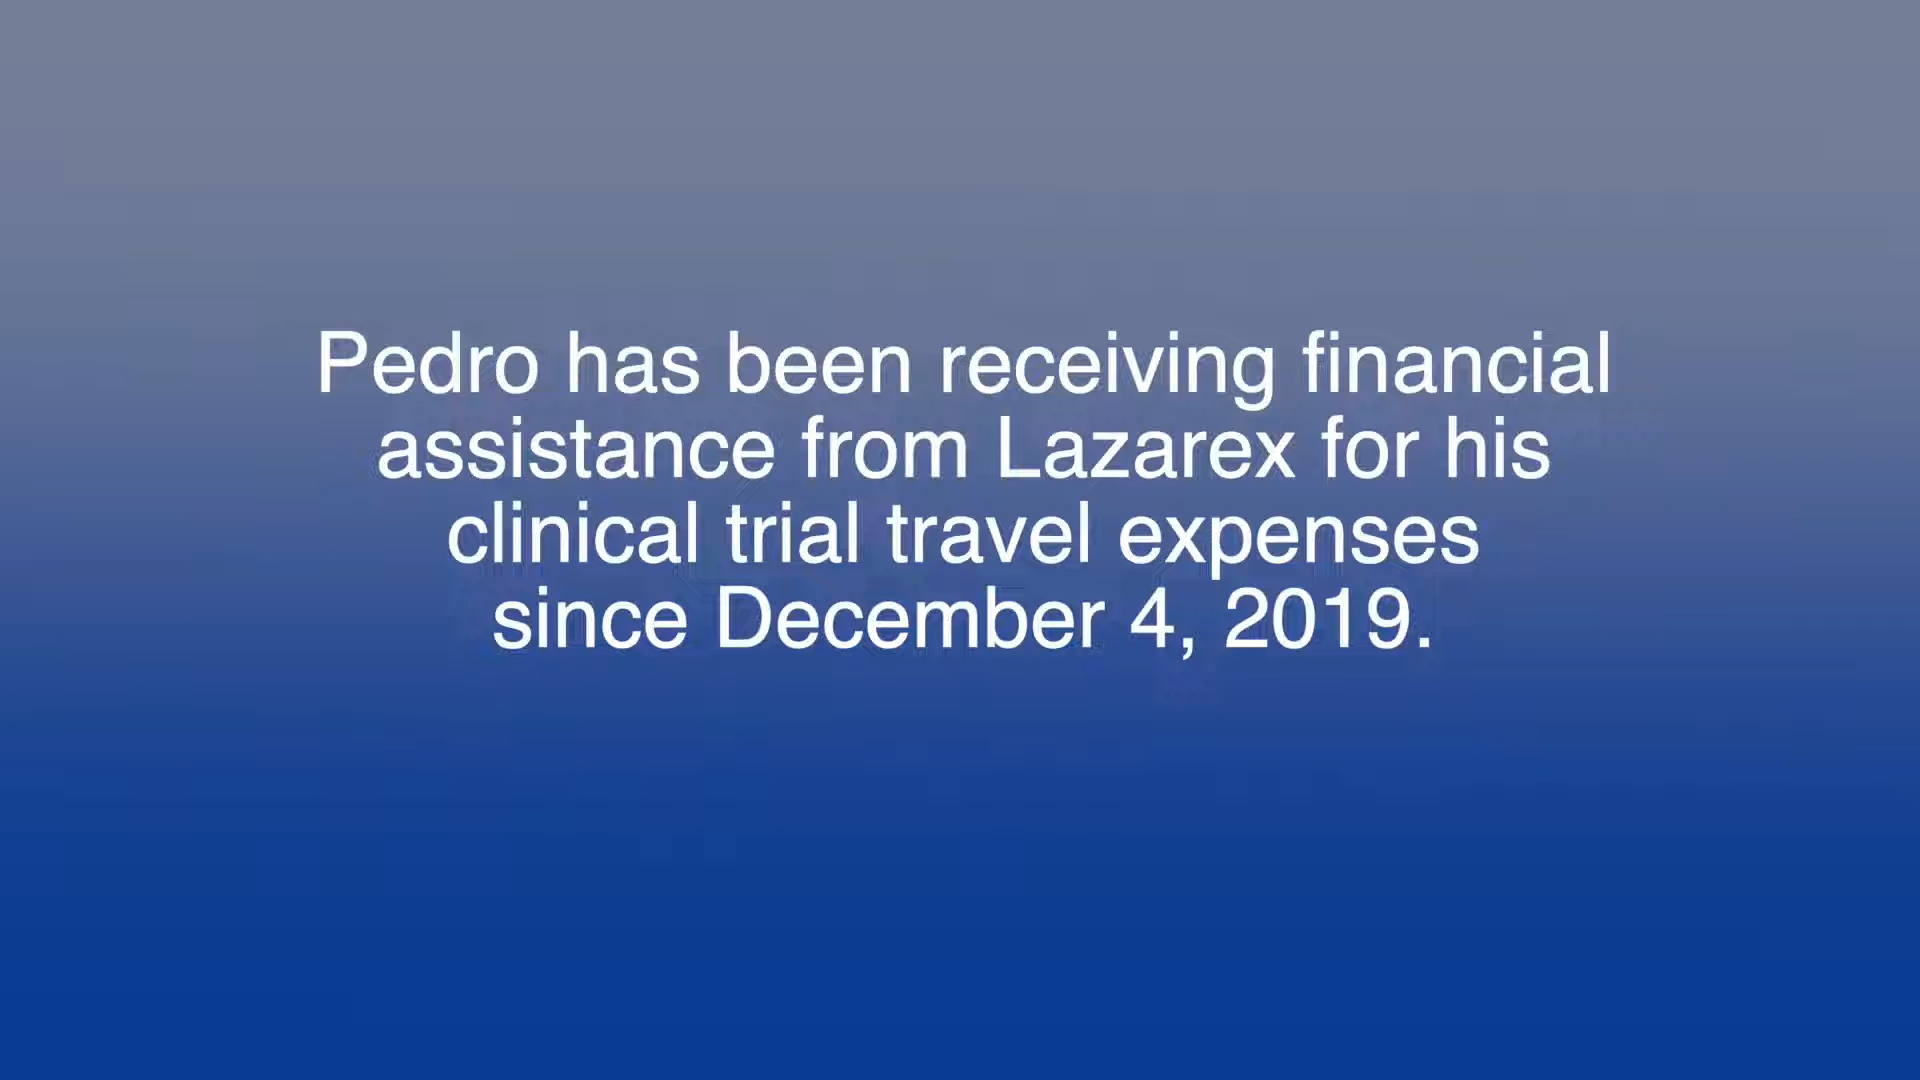 Pedro has been receiving financial
assistance from Lazarex for his
clinical trial travel expenses
since December 4, 2019.